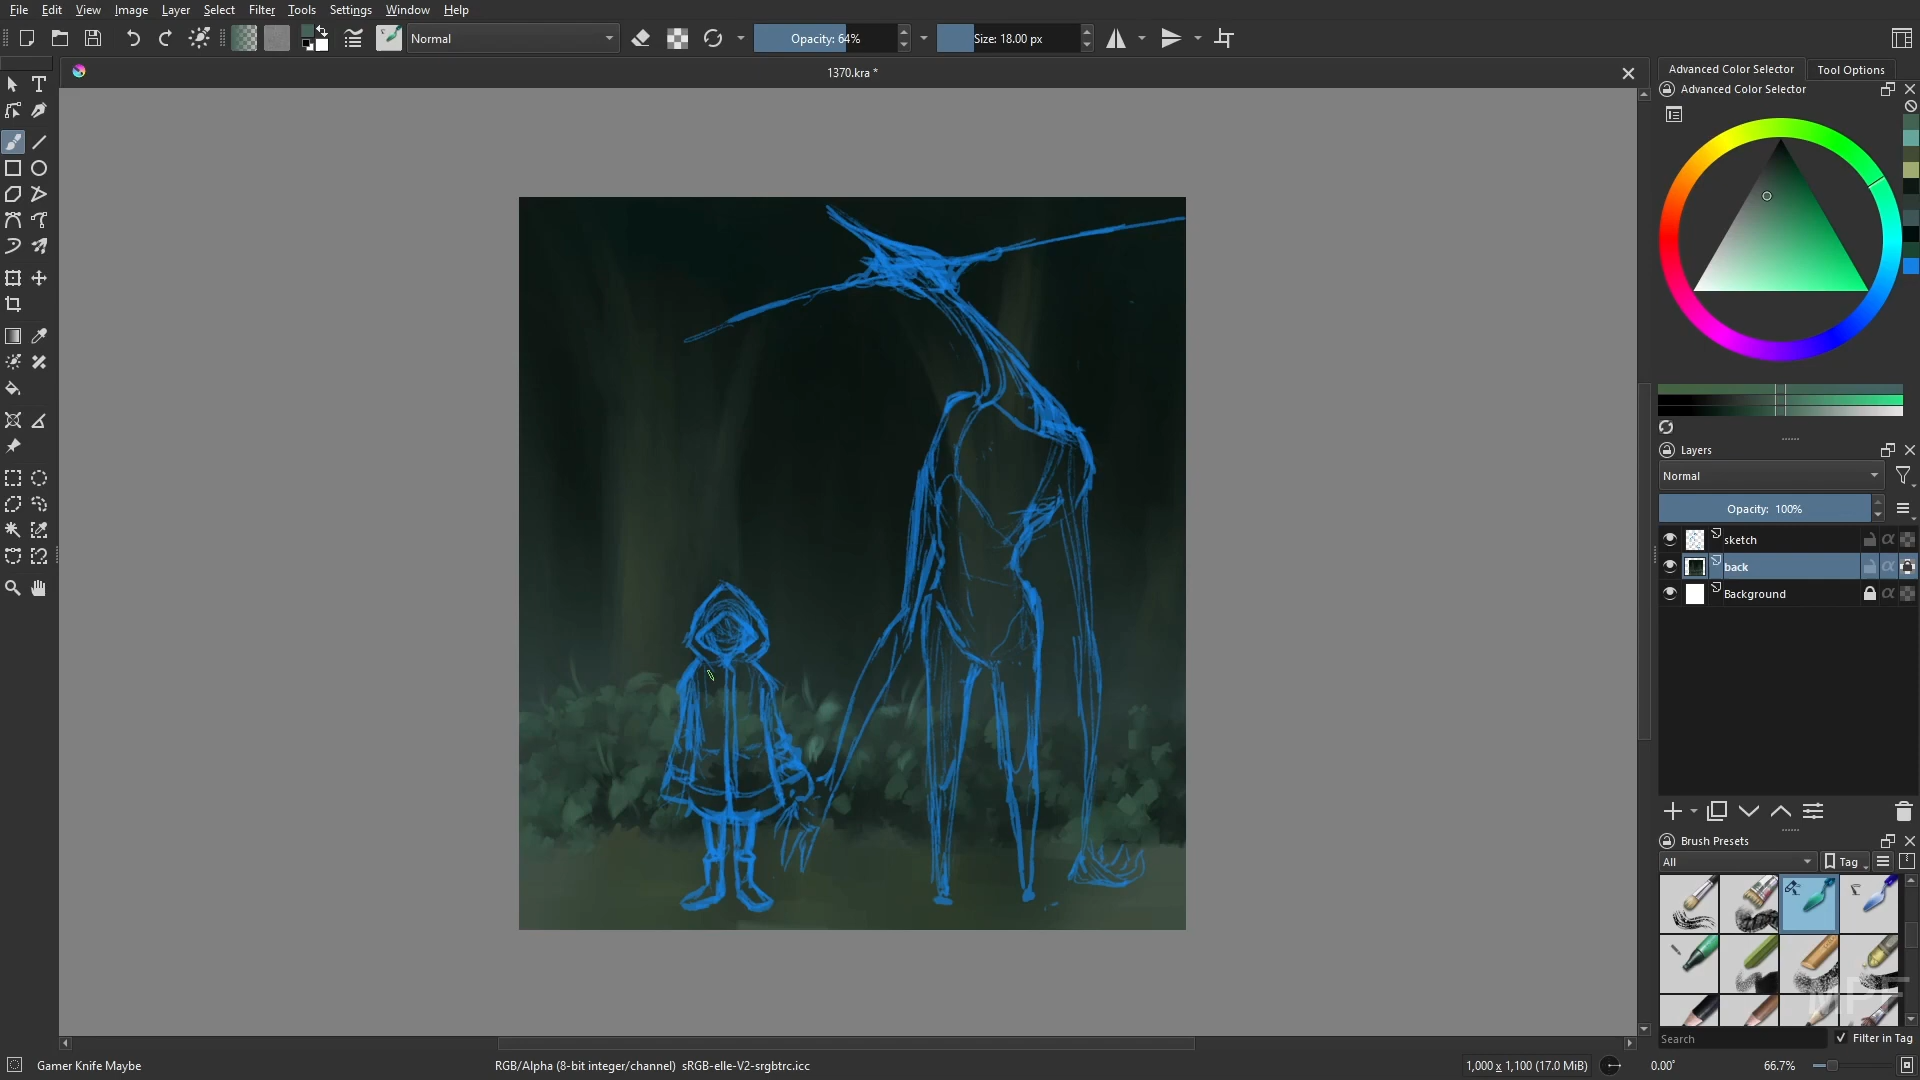 File Edit View Image Layer Select Filter Tools Settings Window Help
Normal
Opacity: 64%
Size: 18.00 px
1370.kra *
Advanced Color Selector
Tool Options
Advanced Color Selector
Layers
Normal
Opacity: 100%
sketch
back
Background
Brush Presets
All
Tag
Search
Filter in Tag
Gamer Knife Maybe
RGB/Alpha (8-bit integer/channel) sRGB-elle-V2-srgbtrc.icc
1,000 x 1,100 (17.0 MiB)
0.00°
66.7%